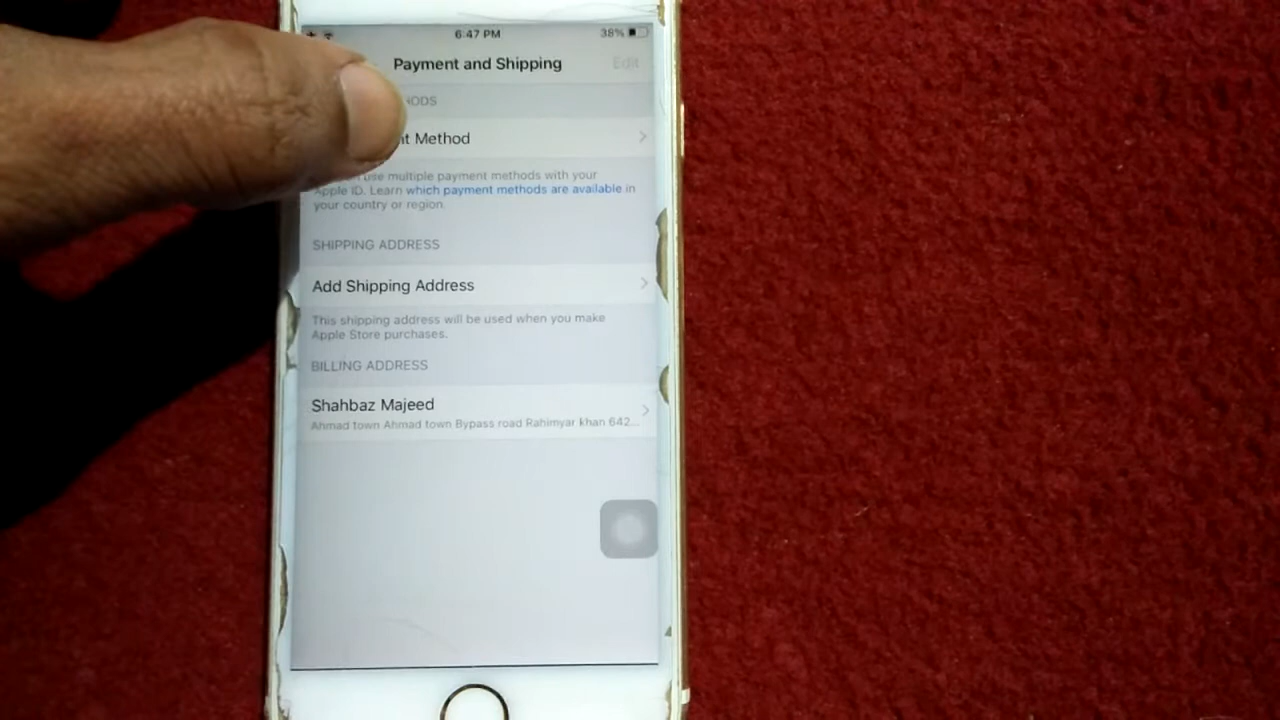 6:47 PM
38%
Payment and Shipping
Edit
Method
use multiple payment methods with your
Apple ID. Learn which payment methods are available in
your country or region.
SHIPPING ADDRESS
Add Shipping Address
This shipping address will be used when you make
Apple Store purchases.
BILLING ADDRESS
Shahbaz Majeed
Ahmad town Ahmad town Bypass road Rahimyar khan 642...